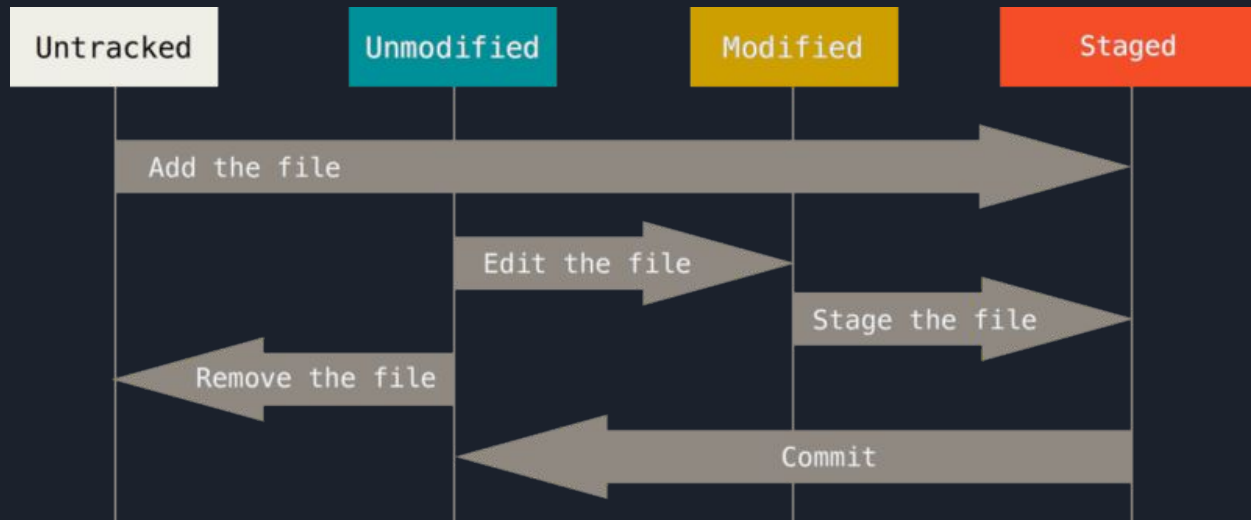 Untracked
Unmodified
Modified
Staged
Add the file
Edit the file
Stage the file
Remove the file
Commit